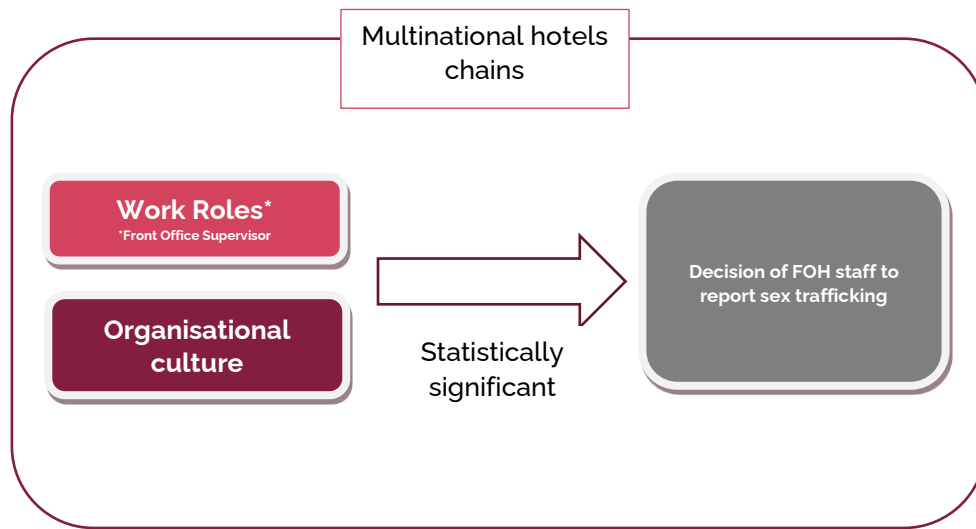 Multinational hotels
chains
Work Roles*
*Front Office Supervisor
Organisational
culture
Statistically
significant
Decision of FOH staff to
report sex trafficking